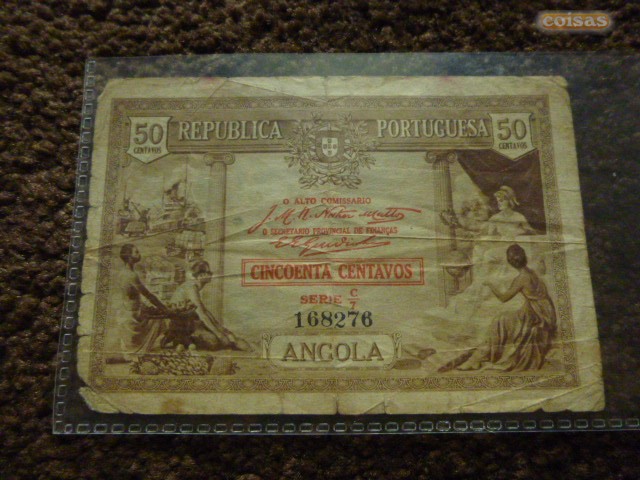 coisas
50 REPUBLICA PORTUGUESA 50
CENTAVOS CENTAVOS
O ALTO COMISSARIO
O SECRETARIO PROVINCIAL DE FINANÇAS
CINCOENTA CENTAVOS
SERIE C/7
168276
ANGOLA